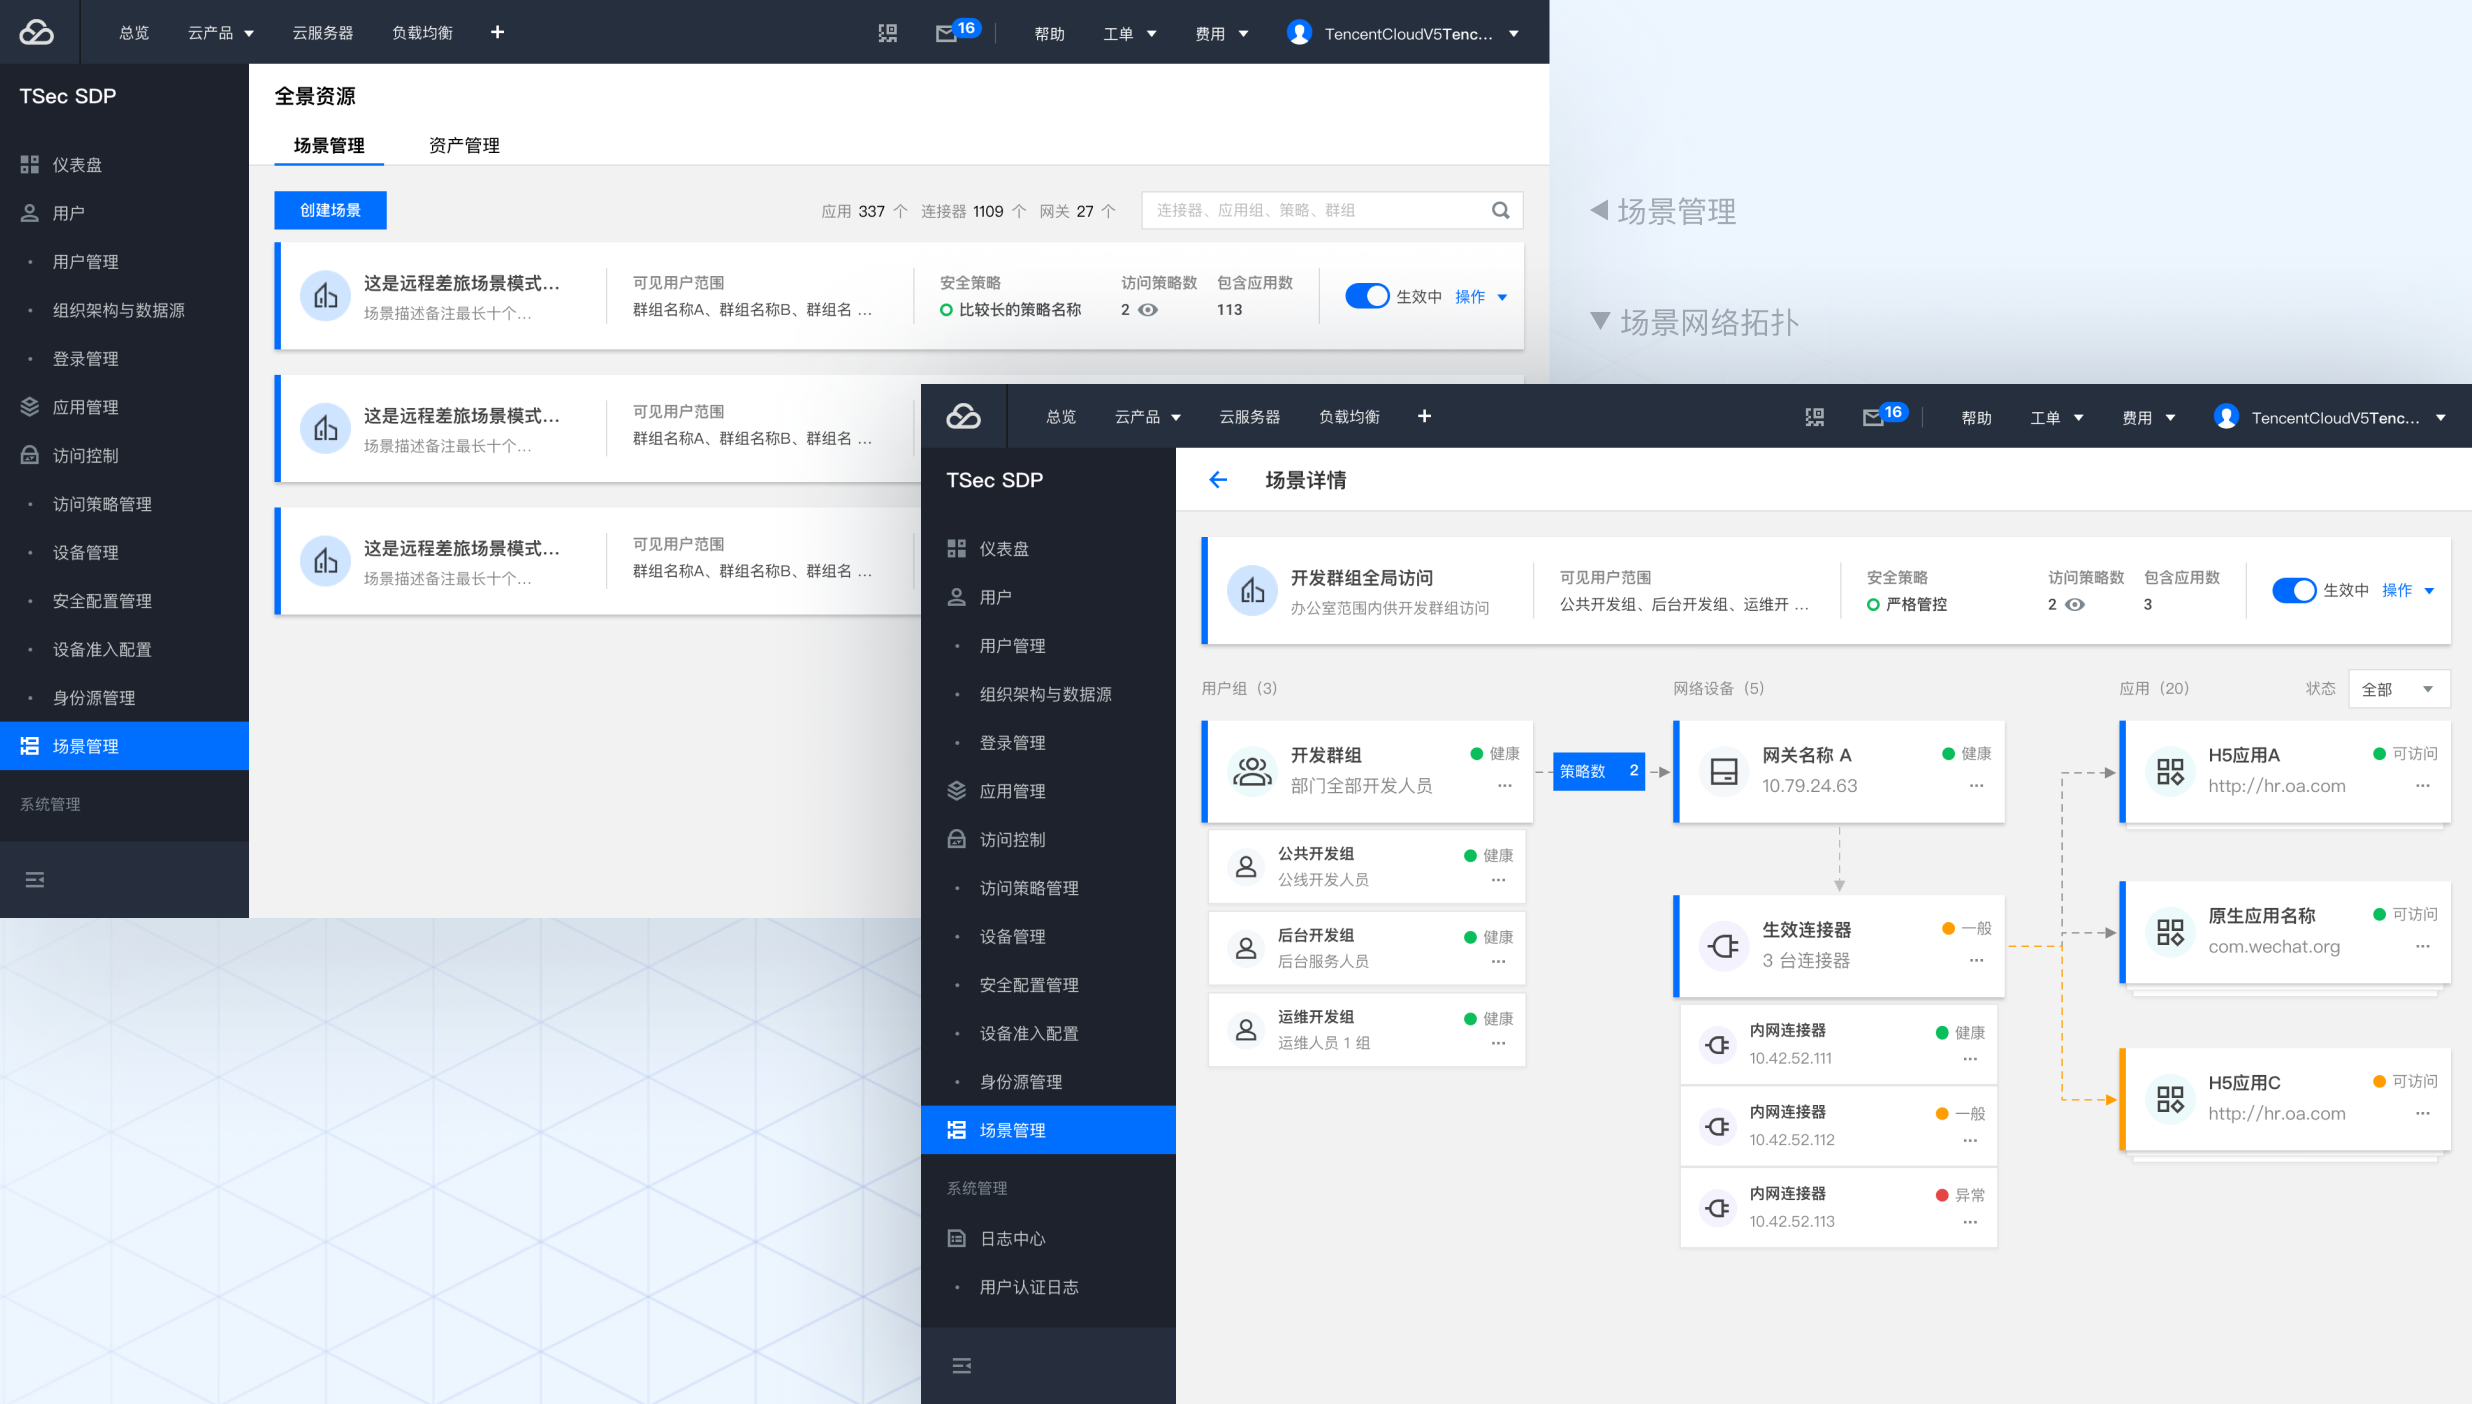 总览
云产品
云服务器
负载均衡
16
帮助
工单
费用
TencentCloudV5Tenc...
TSec SDP
仪表盘
用户
用户管理
组织架构与数据源
登录管理
应用管理
访问控制
访问策略管理
设备管理
安全配置管理
设备准入配置
身份源管理
场景管理
系统管理
全景资源
场景管理
资产管理
创建场景
应用 337 个 连接器 1109 个 网关 27 个
连接器、应用组、策略、群组
这是远程差旅场景模式...
场景描述备注最长十个...
可见用户范围
群组名称A、群组名称B、群组名 ...
安全策略
比较长的策略名称
访问策略数
2
包含应用数
113
生效中 操作
这是远程差旅场景模式...
场景描述备注最长十个...
可见用户范围
群组名称A、群组名称B、群组名 ...
这是远程差旅场景模式...
场景描述备注最长十个...
可见用户范围
群组名称A、群组名称B、群组名 ...
场景管理
场景网络拓扑
总览
云产品
云服务器
负载均衡
16
帮助
工单
费用
TencentCloudV5Tenc...
TSec SDP
仪表盘
用户
用户管理
组织架构与数据源
登录管理
应用管理
访问控制
访问策略管理
设备管理
安全配置管理
设备准入配置
身份源管理
场景管理
系统管理
日志中心
用户认证日志
场景详情
开发群组全局访问
办公室范围内供开发群组访问
可见用户范围
公共开发组、后台开发组、运维开 ...
安全策略
严格管控
访问策略数
2
包含应用数
3
生效中 操作
用户组（3）
开发群组
健康
部门全部开发人员
...
公共开发组
健康
公线开发人员
...
后台开发组
健康
后台服务人员
...
运维开发组
健康
运维人员 1 组
...
策略数 2
网络设备（5）
网关名称 A
健康
10.79.24.63
...
生效连接器
一般
3 台连接器
...
内网连接器
健康
10.42.52.111
...
内网连接器
一般
10.42.52.112
...
内网连接器
异常
10.42.52.113
...
应用（20）
状态
全部
H5应用A
可访问
http://hr.oa.com
...
原生应用名称
可访问
com.wechat.org
...
H5应用C
可访问
http://hr.oa.com
...